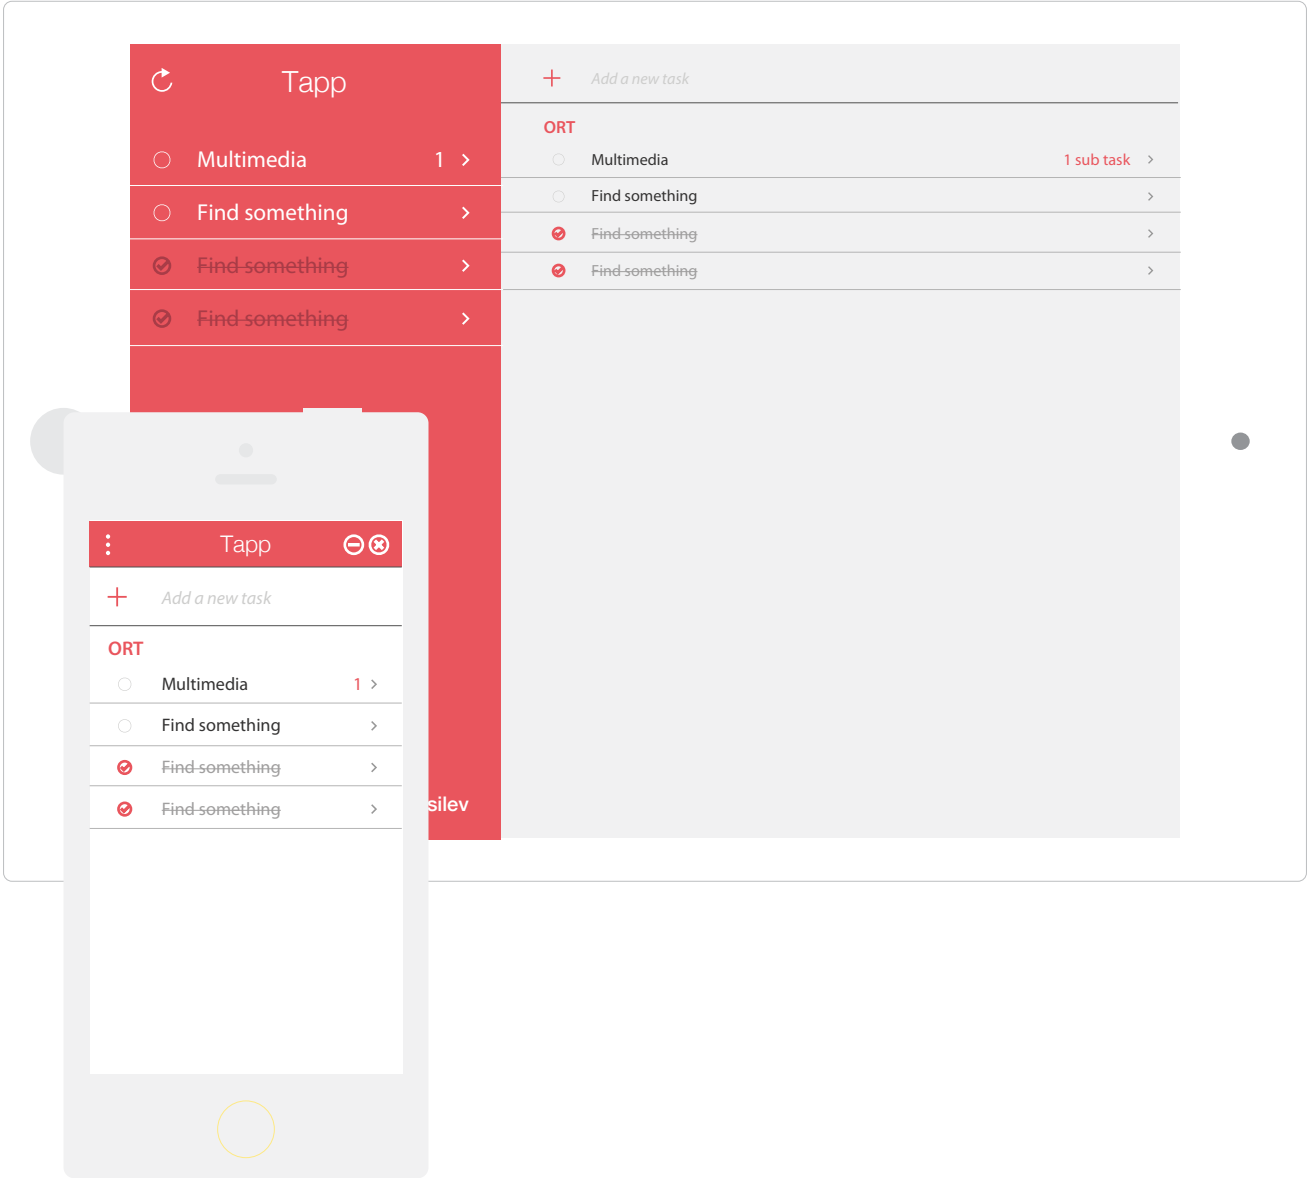 Tapp
Multimedia 1
Find something
Find something
Find something
silev
Add a new task
ORT
Multimedia 1 sub task
Find something
Find something
Find something
Tapp
Add a new task
ORT
Multimedia 1
Find something
Find something
Find something